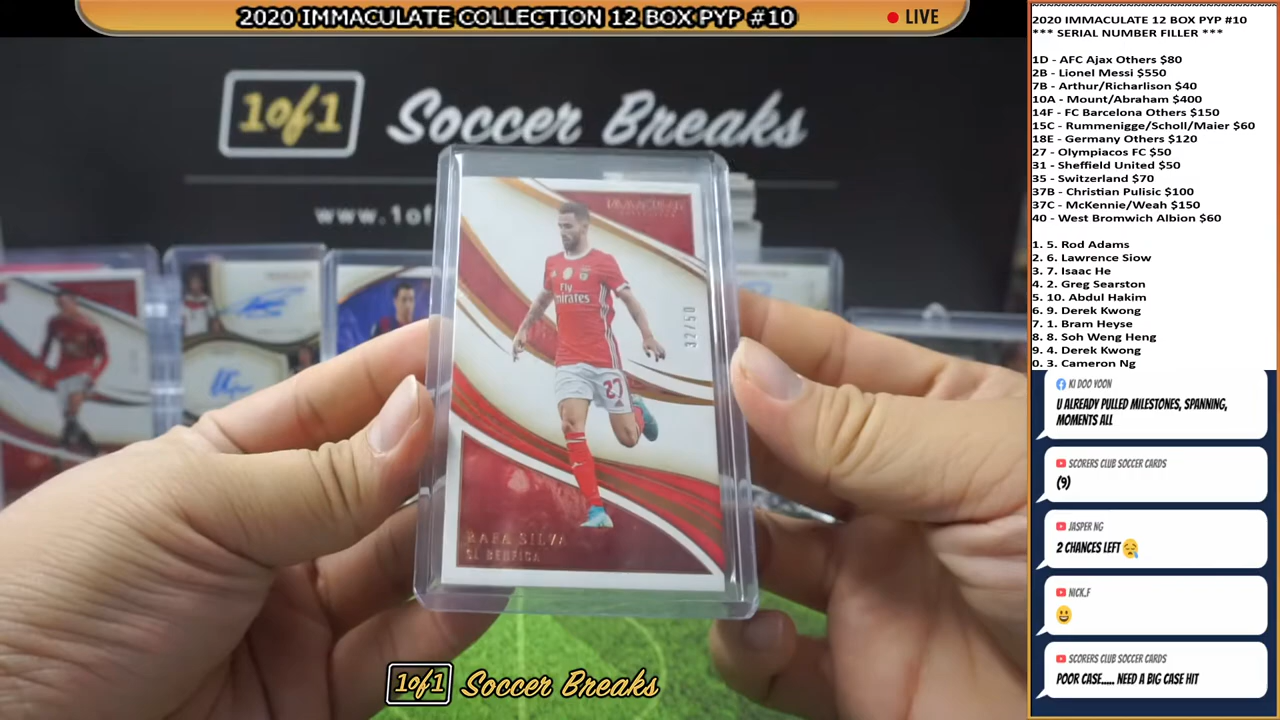 2020 IMMACULATE COLLECTION 12 BOX PYP #10
LIVE
1of1 Soccer Breaks
www.1of
IMMACULATE
32/50
Fly
Emirates
27
RAFA SILVA
SL BENFICA
1of1 Soccer Breaks
2020 IMMACULATE 12 BOX PYP #10
*** SERIAL NUMBER FILLER ***
1D - AFC Ajax Others $80
2B - Lionel Messi $550
7B - Arthur/Richarlison $40
10A - Mount/Abraham $400
14F - FC Barcelona Others $150
15C - Rummenigge/Scholl/Maier $60
18E - Germany Others $120
27 - Olympiacos FC $50
31 - Sheffield United $50
35 - Switzerland $70
37B - Christian Pulisic $100
37C - McKennie/Weah $150
40 - West Bromwich Albion $60
1. 5. Rod Adams
2. 6. Lawrence Siow
3. 7. Isaac He
4. 2. Greg Searston
5. 10. Abdul Hakim
6. 9. Derek Kwong
7. 1. Bram Heyse
8. 8. Soh Weng Heng
9. 4. Derek Kwong
0. 3. Cameron Ng
KI DOO YOON
U ALREADY PULLED MILESTONES, SPANNING,
MOMENTS ALL
SCORERS CLUB SOCCER CARDS
(9)
JASPER NG
2 CHANCES LEFT😪
NICK.F
😀
SCORERS CLUB SOCCER CARDS
POOR CASE..... NEED A BIG CASE HIT